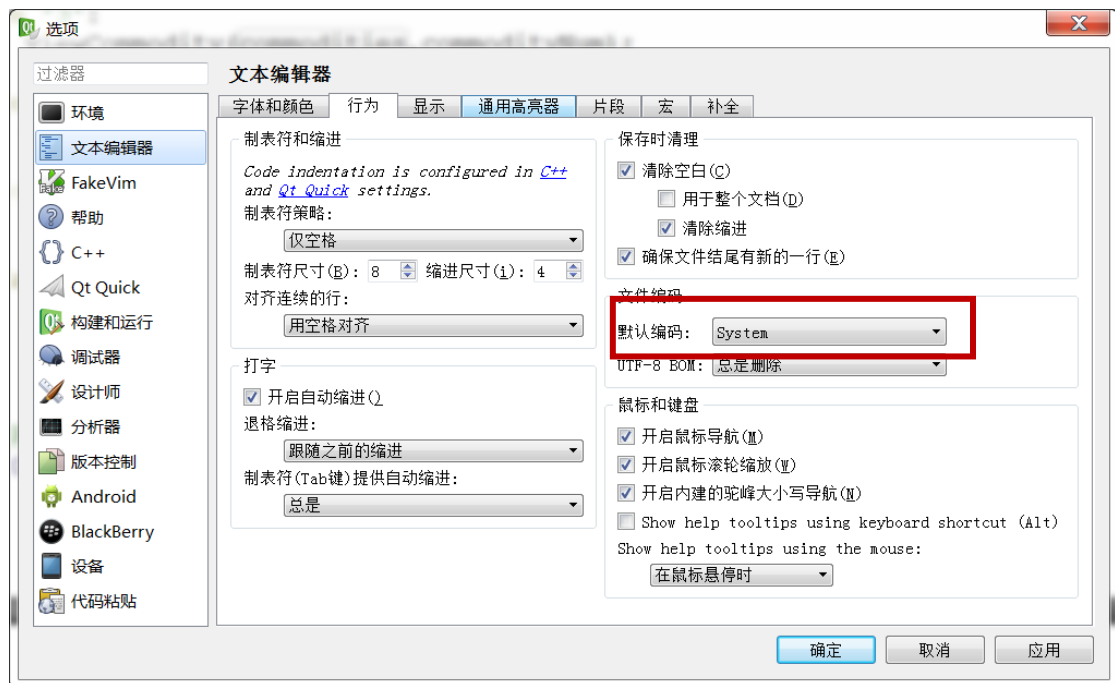 选项
过滤器
环境
文本编辑器
FakeVim
帮助
C++
Qt Quick
构建和运行
调试器
设计师
分析器
版本控制
Android
BlackBerry
设备
代码粘贴
文本编辑器
字体和颜色 行为 显示 通用高亮器 片段 宏 补全
制表符和缩进
Code indentation is configured in C++
and Qt Quick settings.
制表符策略:
仅空格
制表符尺寸(B): 8 缩进尺寸(i): 4
对齐连续的行:
用空格对齐
打字
开启自动缩进()
退格缩进:
跟随之前的缩进
制表符(Tab键)提供自动缩进:
总是
保存时清理
清除空白(C)
用于整个文档(D)
清除缩进
确保文件结尾有新的一行(E)
文件编码
默认编码: System
UTF-8 BOM: 总是删除
鼠标和键盘
开启鼠标导航(M)
开启鼠标滚轮缩放(W)
开启内建的驼峰大小写导航(N)
Show help tooltips using keyboard shortcut (Alt)
Show help tooltips using the mouse:
在鼠标悬停时
确定 取消 应用